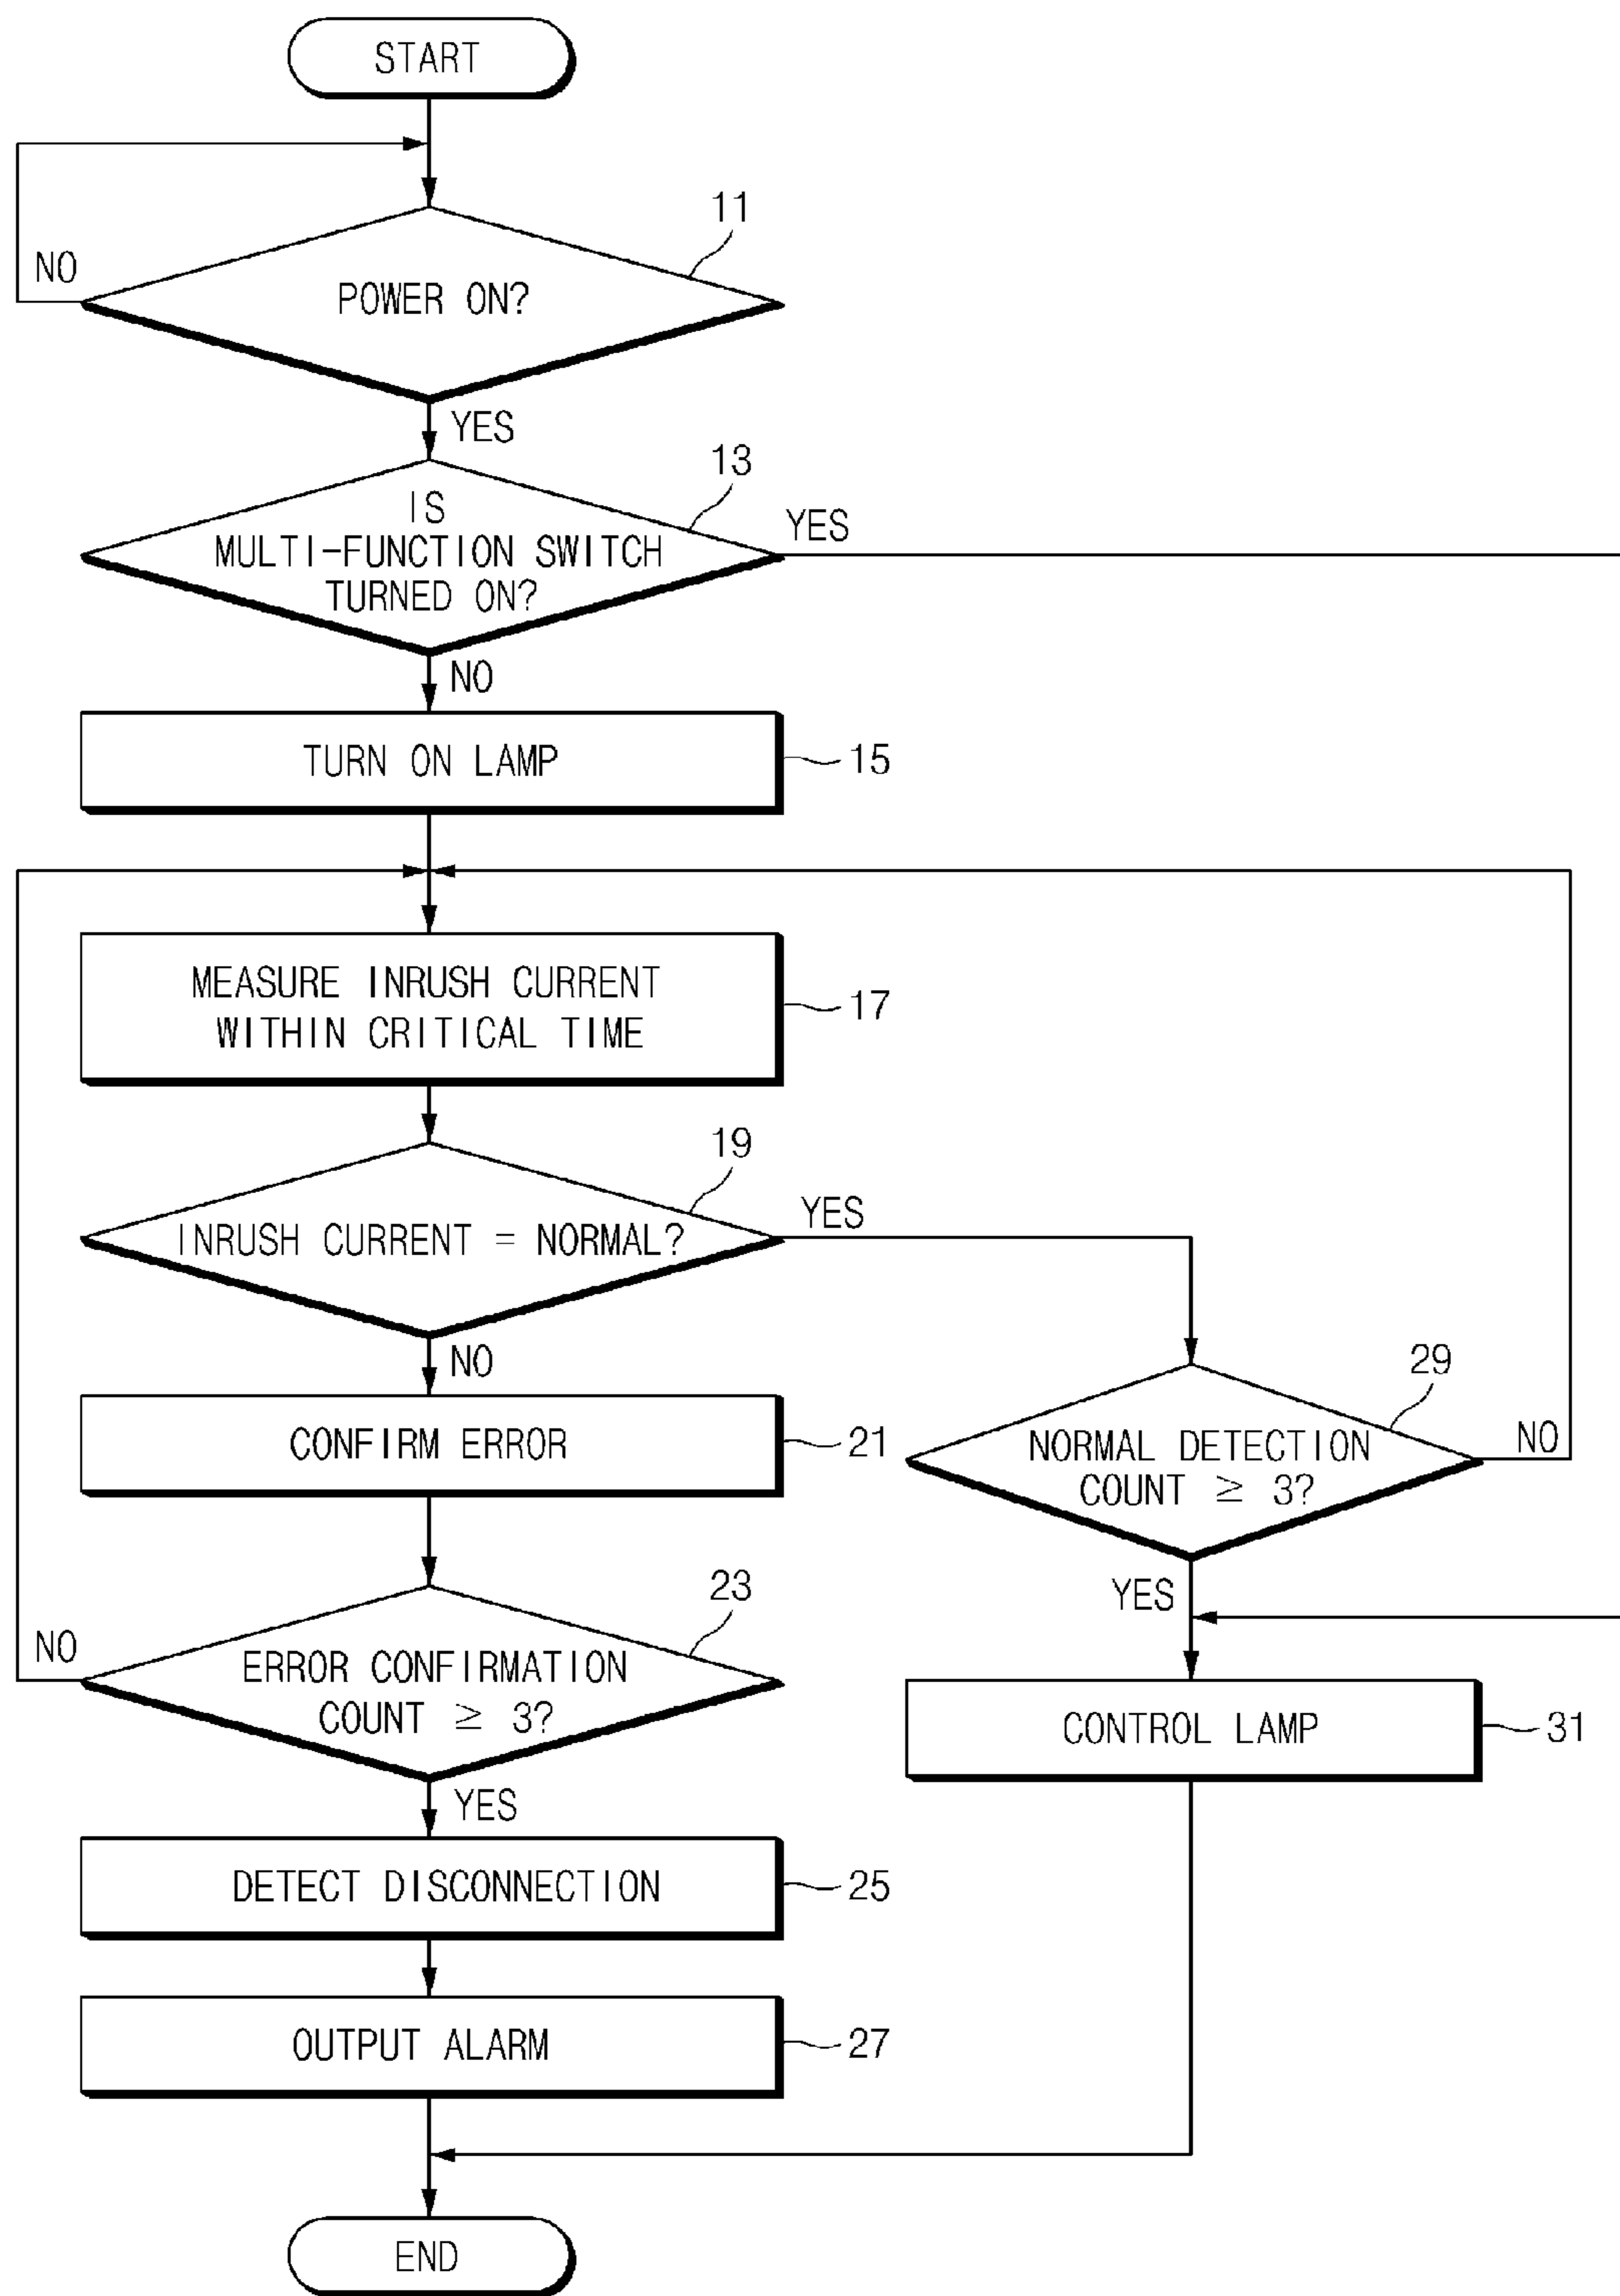 START
11
NO
POWER ON?
YES
13
IS
MULTI-FUNCTION SWITCH
TURNED ON?
YES
NO
TURN ON LAMP
15
MEASURE INRUSH CURRENT
WITHIN CRITICAL TIME
17
19
INRUSH CURRENT = NORMAL?
YES
NO
CONFIRM ERROR
21
29
NORMAL DETECTION
COUNT ≥ 3?
NO
YES
23
NO
ERROR CONFIRMATION
COUNT ≥ 3?
CONTROL LAMP
31
YES
DETECT DISCONNECTION
25
OUTPUT ALARM
27
END